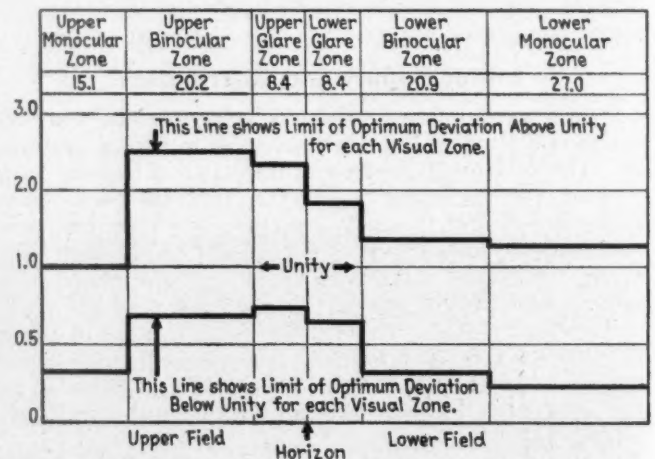 Upper Monocular Zone
Upper Binocular Zone
Upper Glare Zone
Lower Glare Zone
Lower Binocular Zone
Lower Monocular Zone
15.1 20.2 8.4 8.4 20.9 27.0
3.0
This Line shows Limit of Optimum Deviation Above Unity
for each Visual Zone.
2.0
1.0
Unity
0.5
This Line shows Limit of Optimum Deviation
Below Unity for each Visual Zone.
0
Upper Field
Lower Field
Horizon